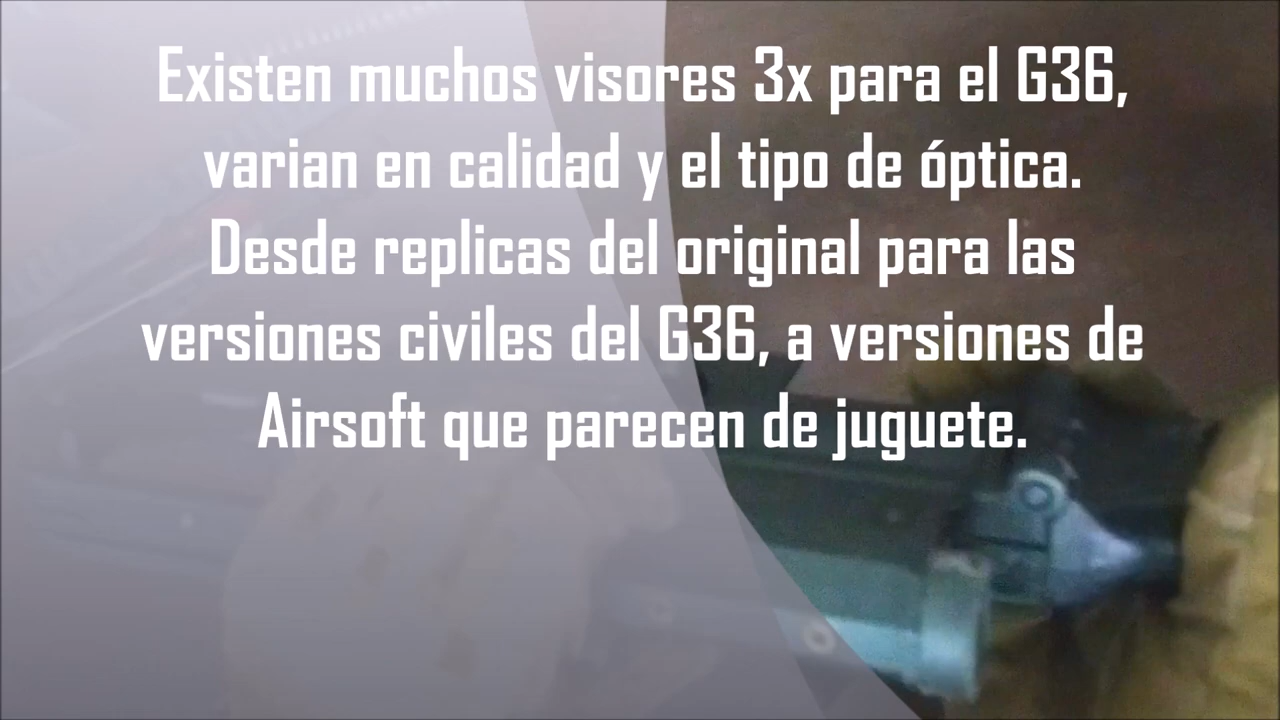 Existen muchos visores 3x para el G36,
varian en calidad y el tipo de óptica.
Desde replicas del original para las
versiones civiles del G36, a versiones de
Airsoft que parecen de juguete.